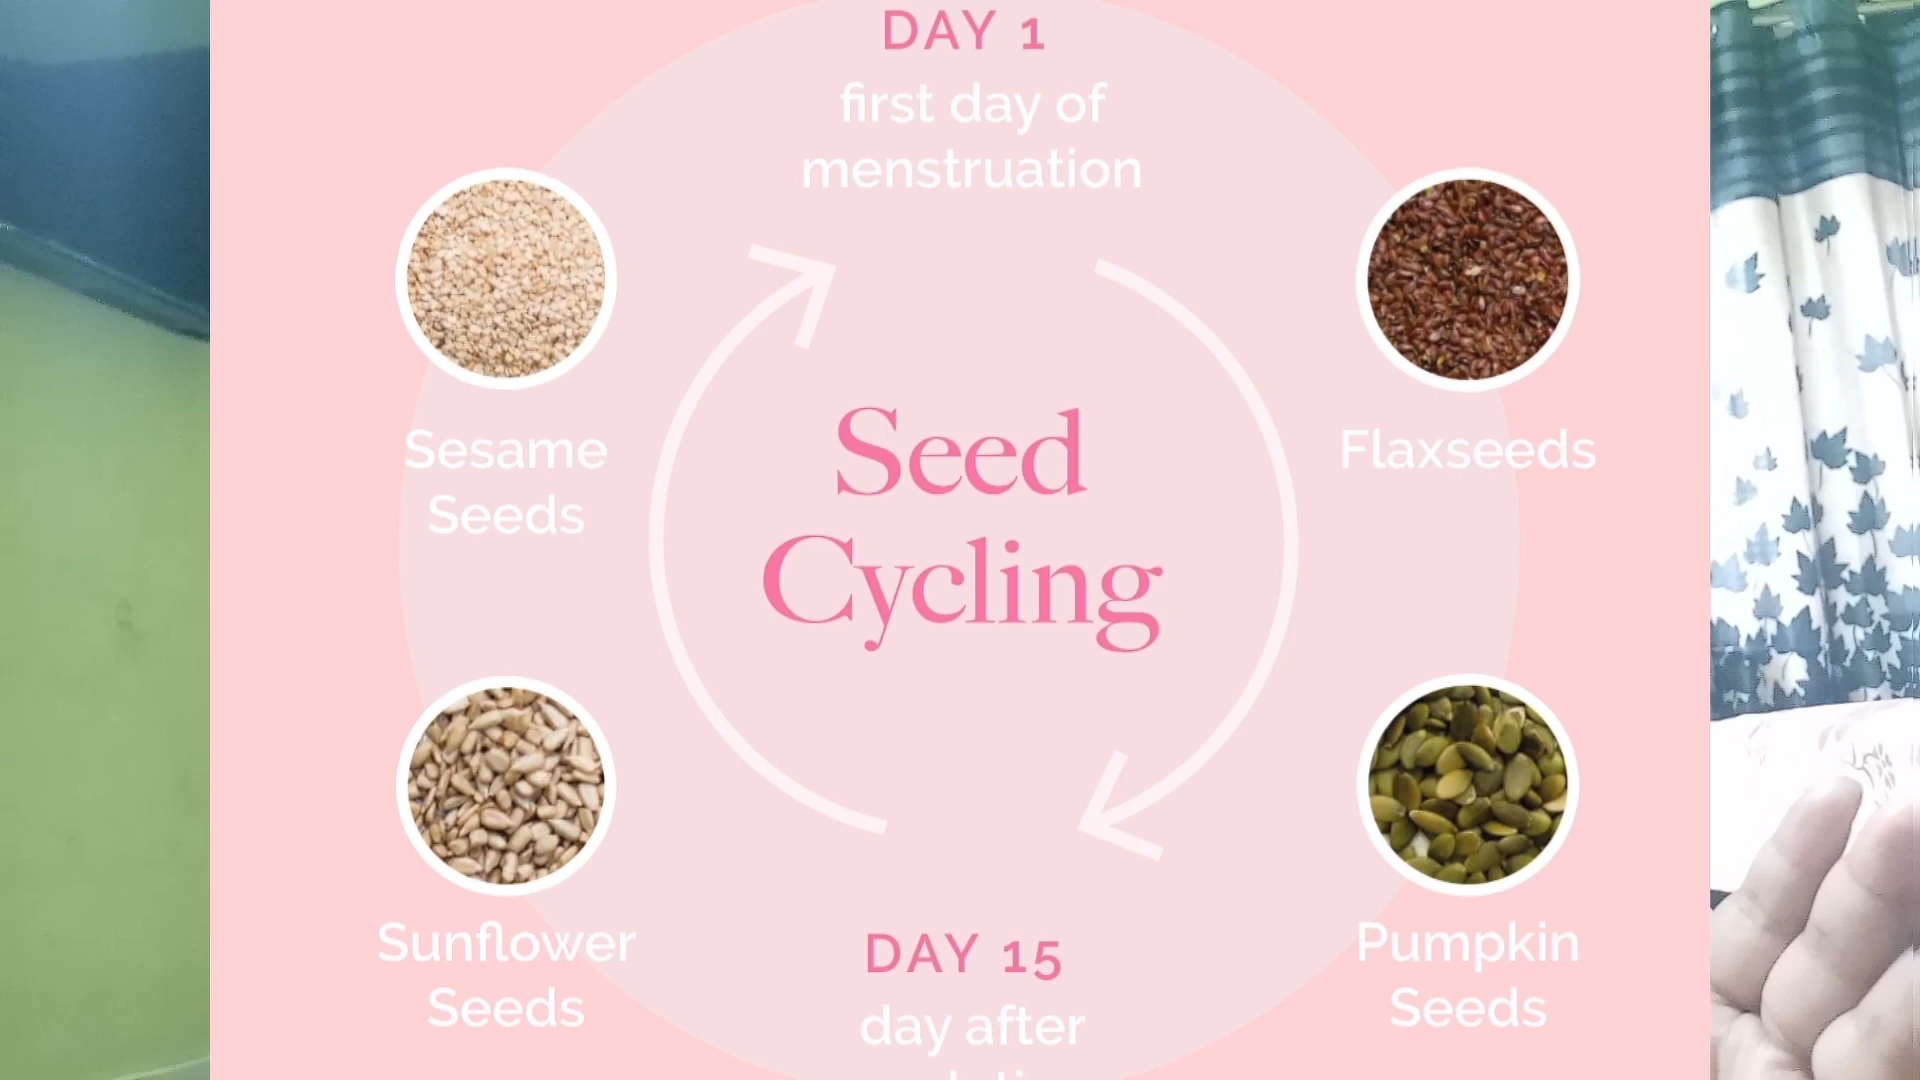 DAY 1
first day of
menstruation
Sesame
Seeds
Flaxseeds
Seed
Cycling
Sunflower
Seeds
Pumpkin
Seeds
DAY 15
day after